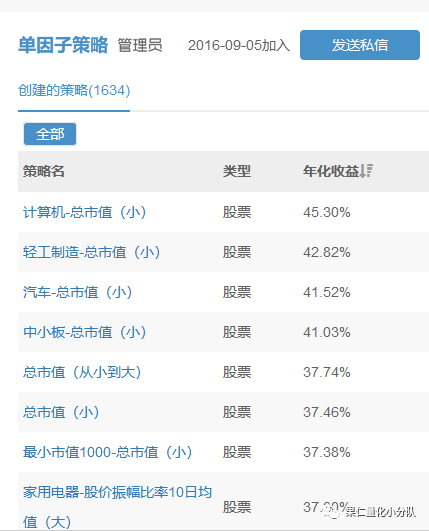 单因子策略 管理员 2016-09-05加入 发送私信
创建的策略(1634)
全部
策略名 类型 年化收益
计算机-总市值（小） 股票 45.30%
轻工制造-总市值（小） 股票 42.82%
汽车-总市值（小） 股票 41.52%
中小板-总市值（小） 股票 41.03%
总市值（从小到大） 股票 37.74%
总市值（小） 股票 37.46%
最小市值1000-总市值（小） 股票 37.38%
家用电器-股价振幅比率10日均
值（大） 股票
果仁量化小分队